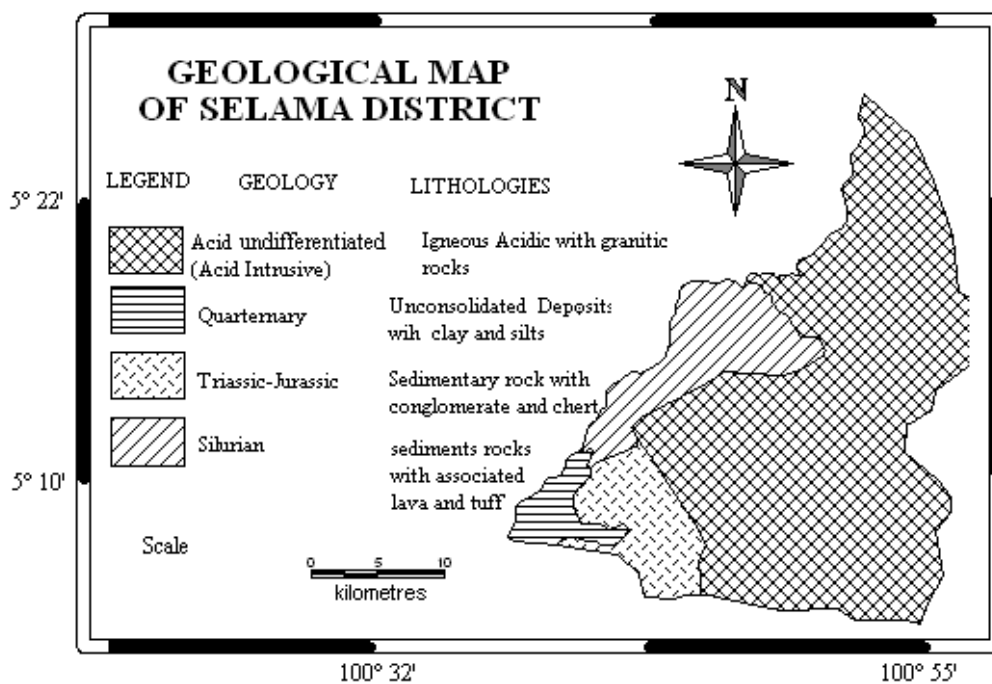 GEOLOGICAL MAP
OF SELAMA DISTRICT
N
LEGEND GEOLOGY LITHOLOGIES
5° 22'
Acid undifferentiated
(Acid Intrusive)
Igneous Acidic with granitic
rocks
Quarternary
Unconsolidated Deposits
wih clay and silts
Triassic-Jurassic
Sedimentary rock with
conglomerate and chert
Silurian
sediments rocks
with associated
lava and tuff
5° 10'
Scale
0 5 10
kilometres
100° 32' 100° 55'